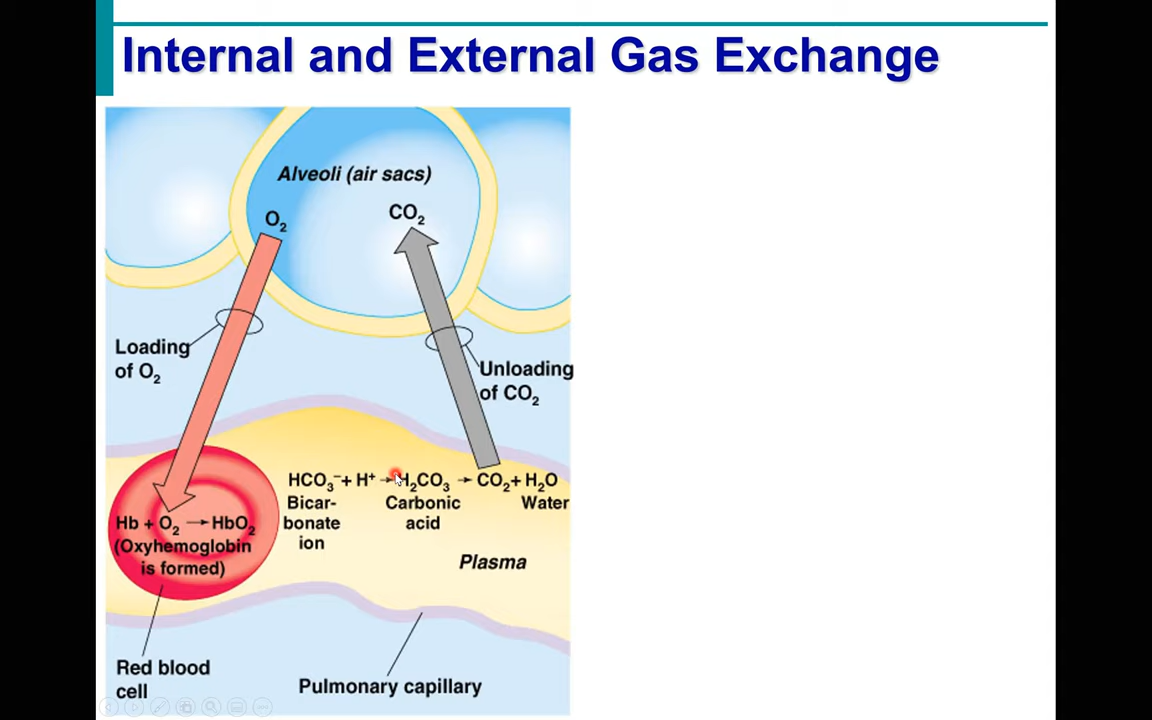 Internal and External Gas Exchange
Alveoli (air sacs)
O₂
CO₂
Loading
of O₂
Unloading
of CO₂
HCO₃⁻ + H⁺ → H₂CO₃ → CO₂ + H₂O
Bicar-
bonate
ion
Carbonic
acid
Water
Hb + O₂ → HbO₂
(Oxyhemoglobin
is formed)
Plasma
Red blood
cell
Pulmonary capillary